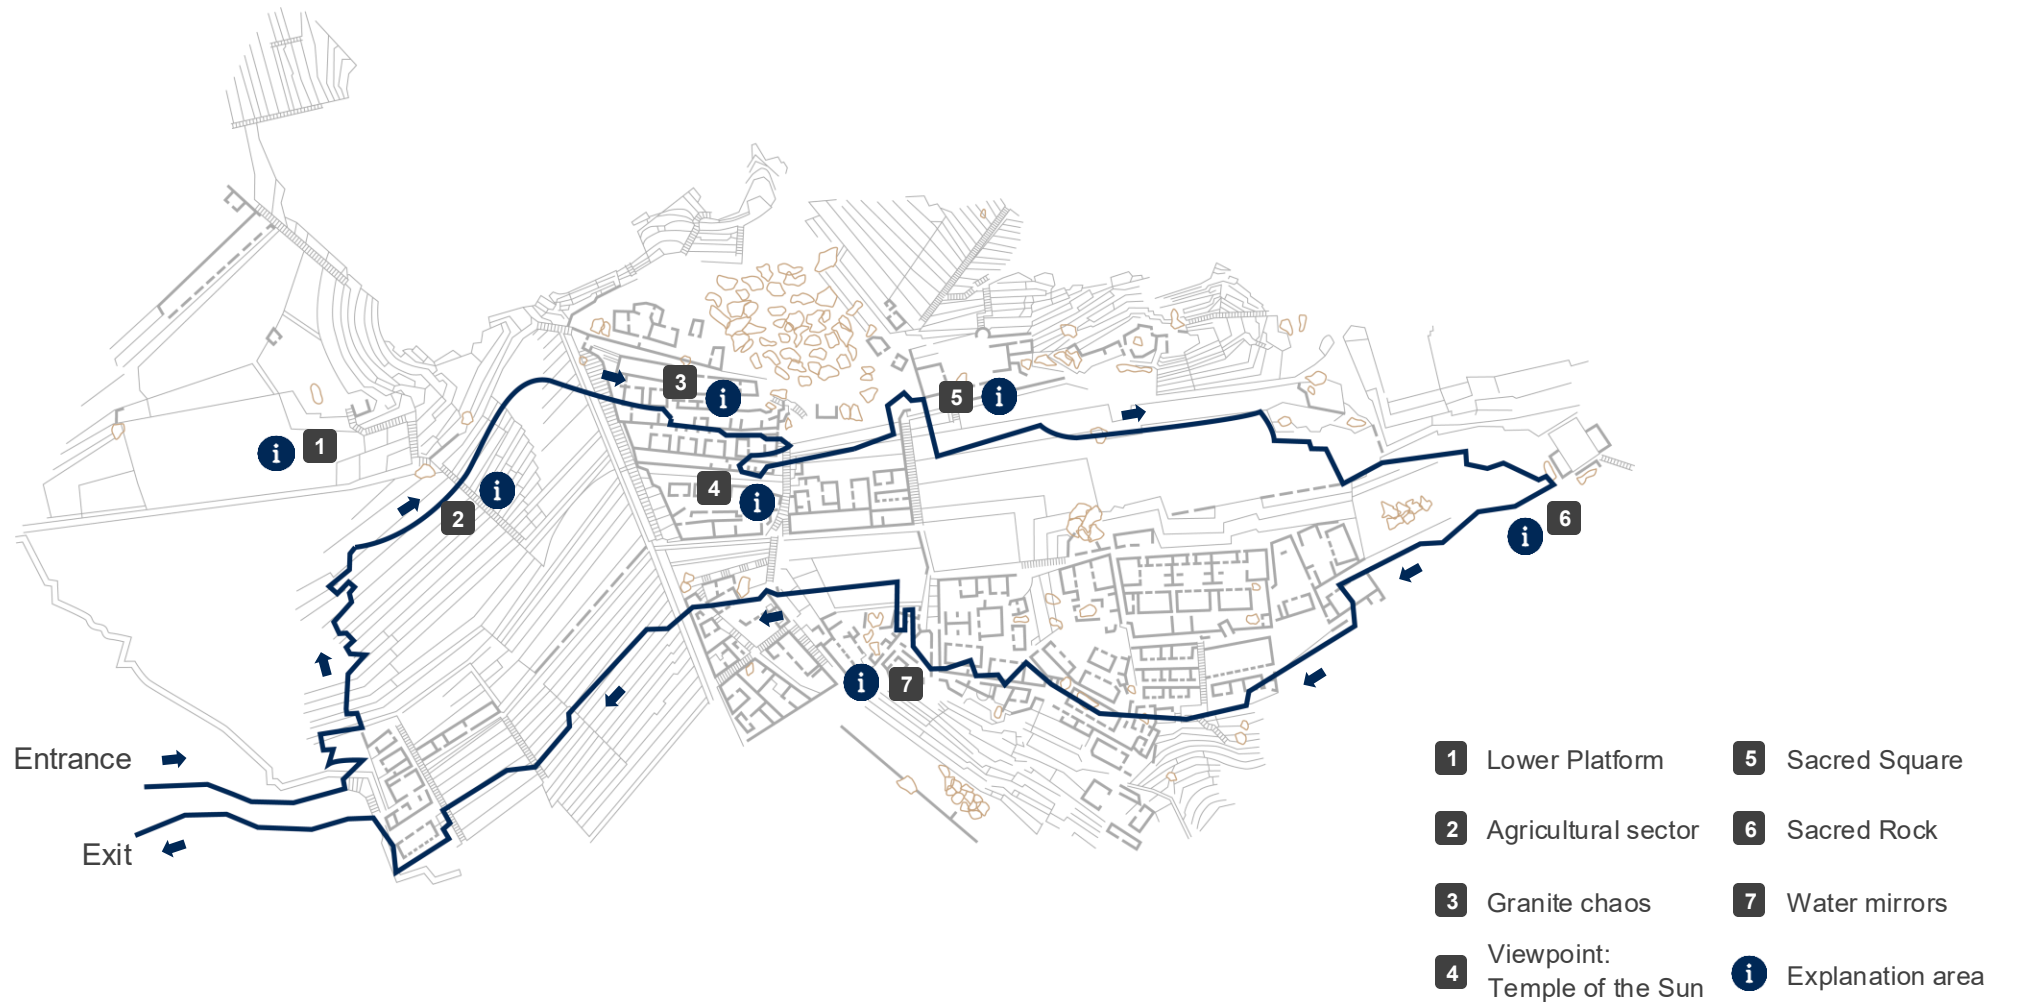 3 i
5 i
i 1
4 i
2 i
i 6
i 7
Entrance
Exit
1 Lower Platform
2 Agricultural sector
3 Granite chaos
4 Viewpoint:
Temple of the Sun
5 Sacred Square
6 Sacred Rock
7 Water mirrors
i Explanation area